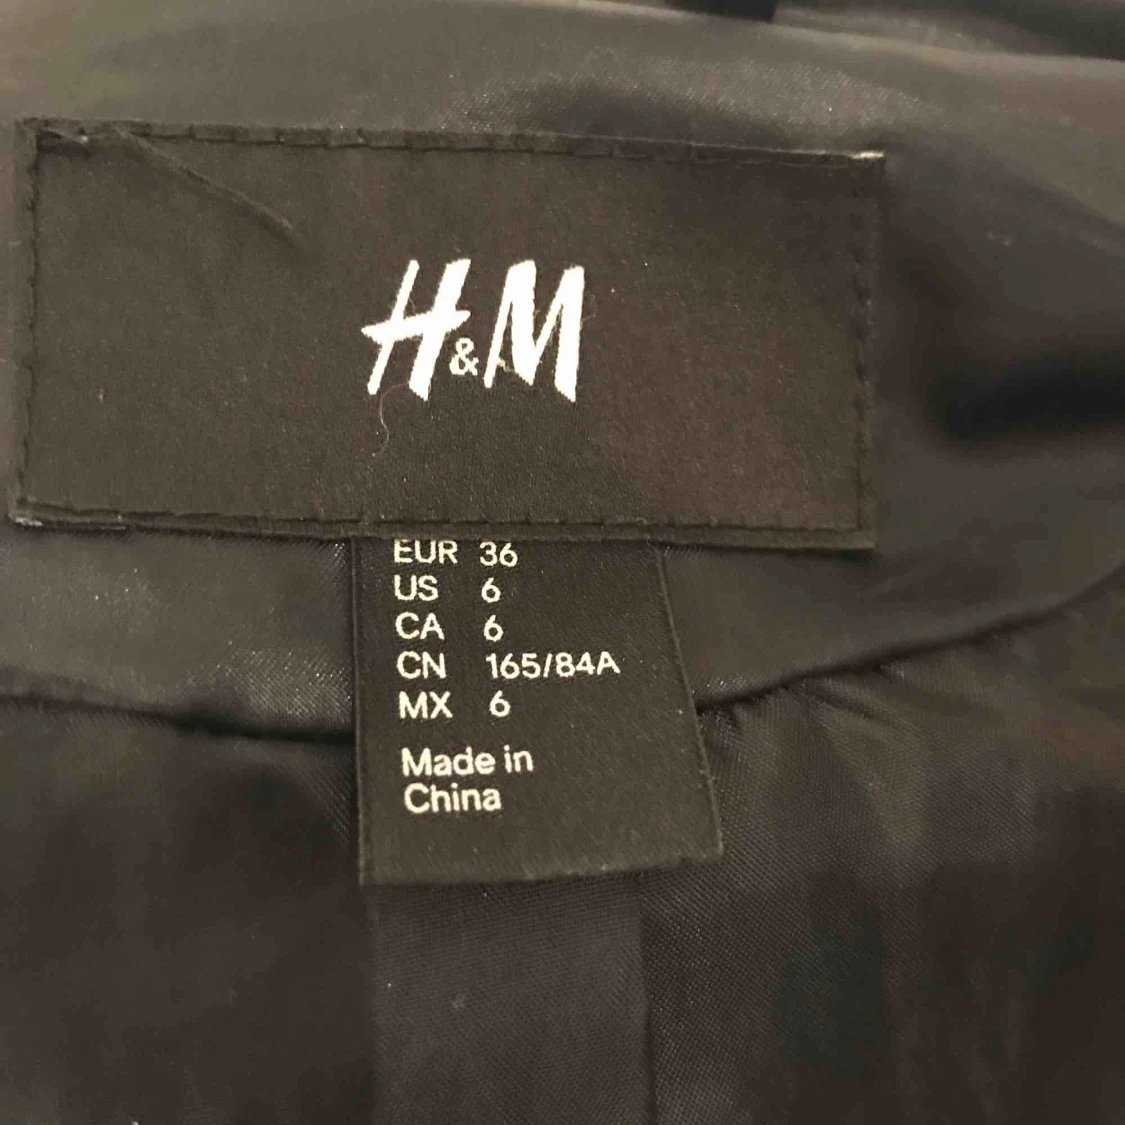 H&M
EUR 36
US 6
CA 6
CN 165/84A
MX 6
Made in
China